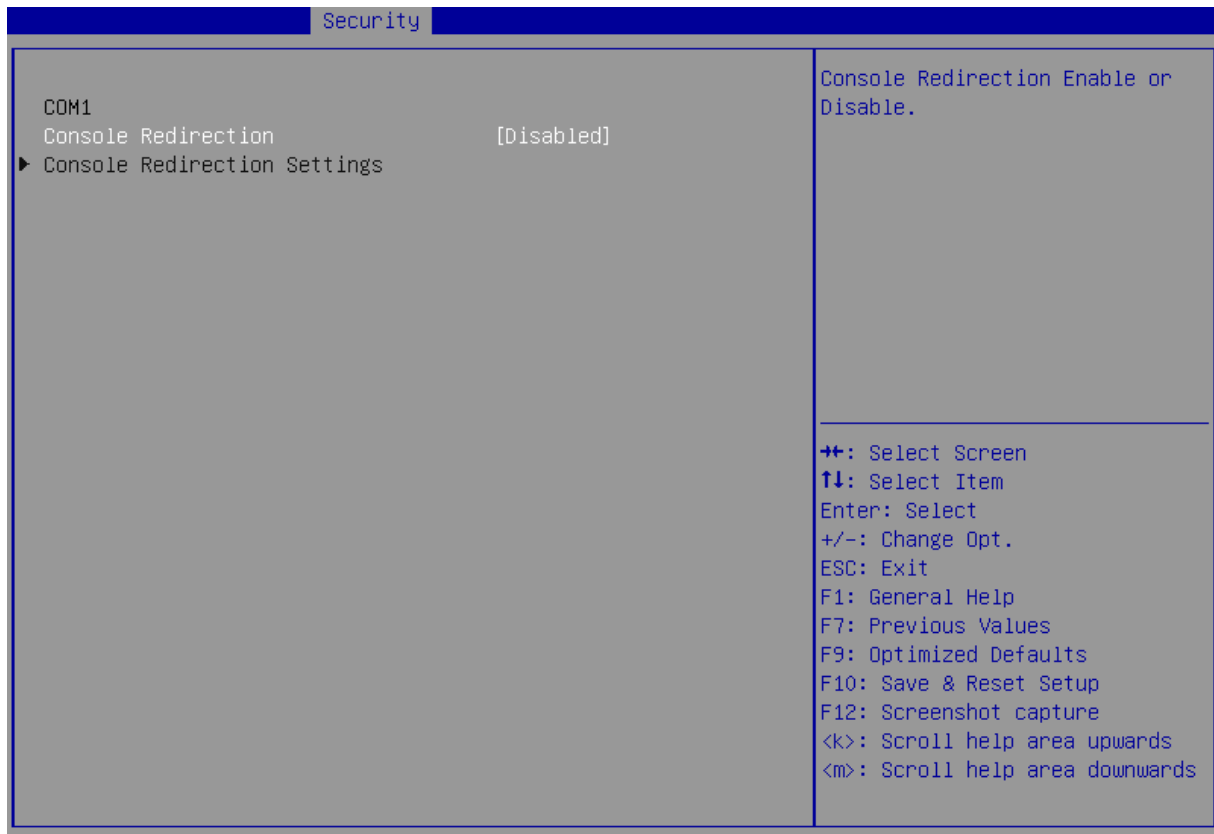 Security
COM1
Console Redirection [Disabled]
► Console Redirection Settings
Console Redirection Enable or
Disable.
→←: Select Screen
↑↓: Select Item
Enter: Select
+/-: Change Opt.
ESC: Exit
F1: General Help
F7: Previous Values
F9: Optimized Defaults
F10: Save & Reset Setup
F12: Screenshot capture
<k>: Scroll help area upwards
<m>: Scroll help area downwards